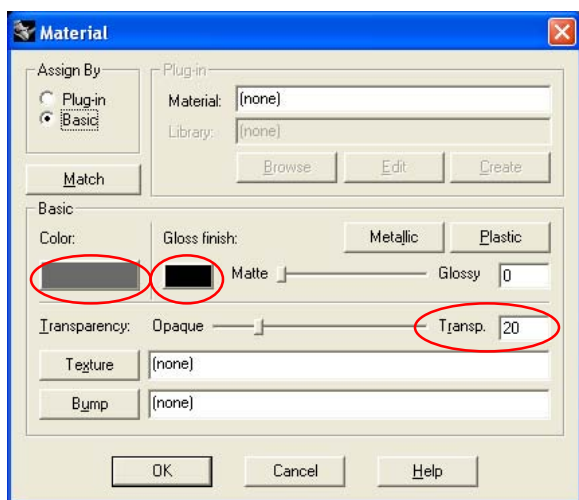 Material
Assign By
Plug-in
Basic
Match
Plug-in
Material: (none)
Library: (none)
Browse Edit Create
Basic
Color: Gloss finish: Metallic Plastic
Matte Glossy 0
Transparency: Opaque Transp. 20
Texture (none)
Bump (none)
OK Cancel Help